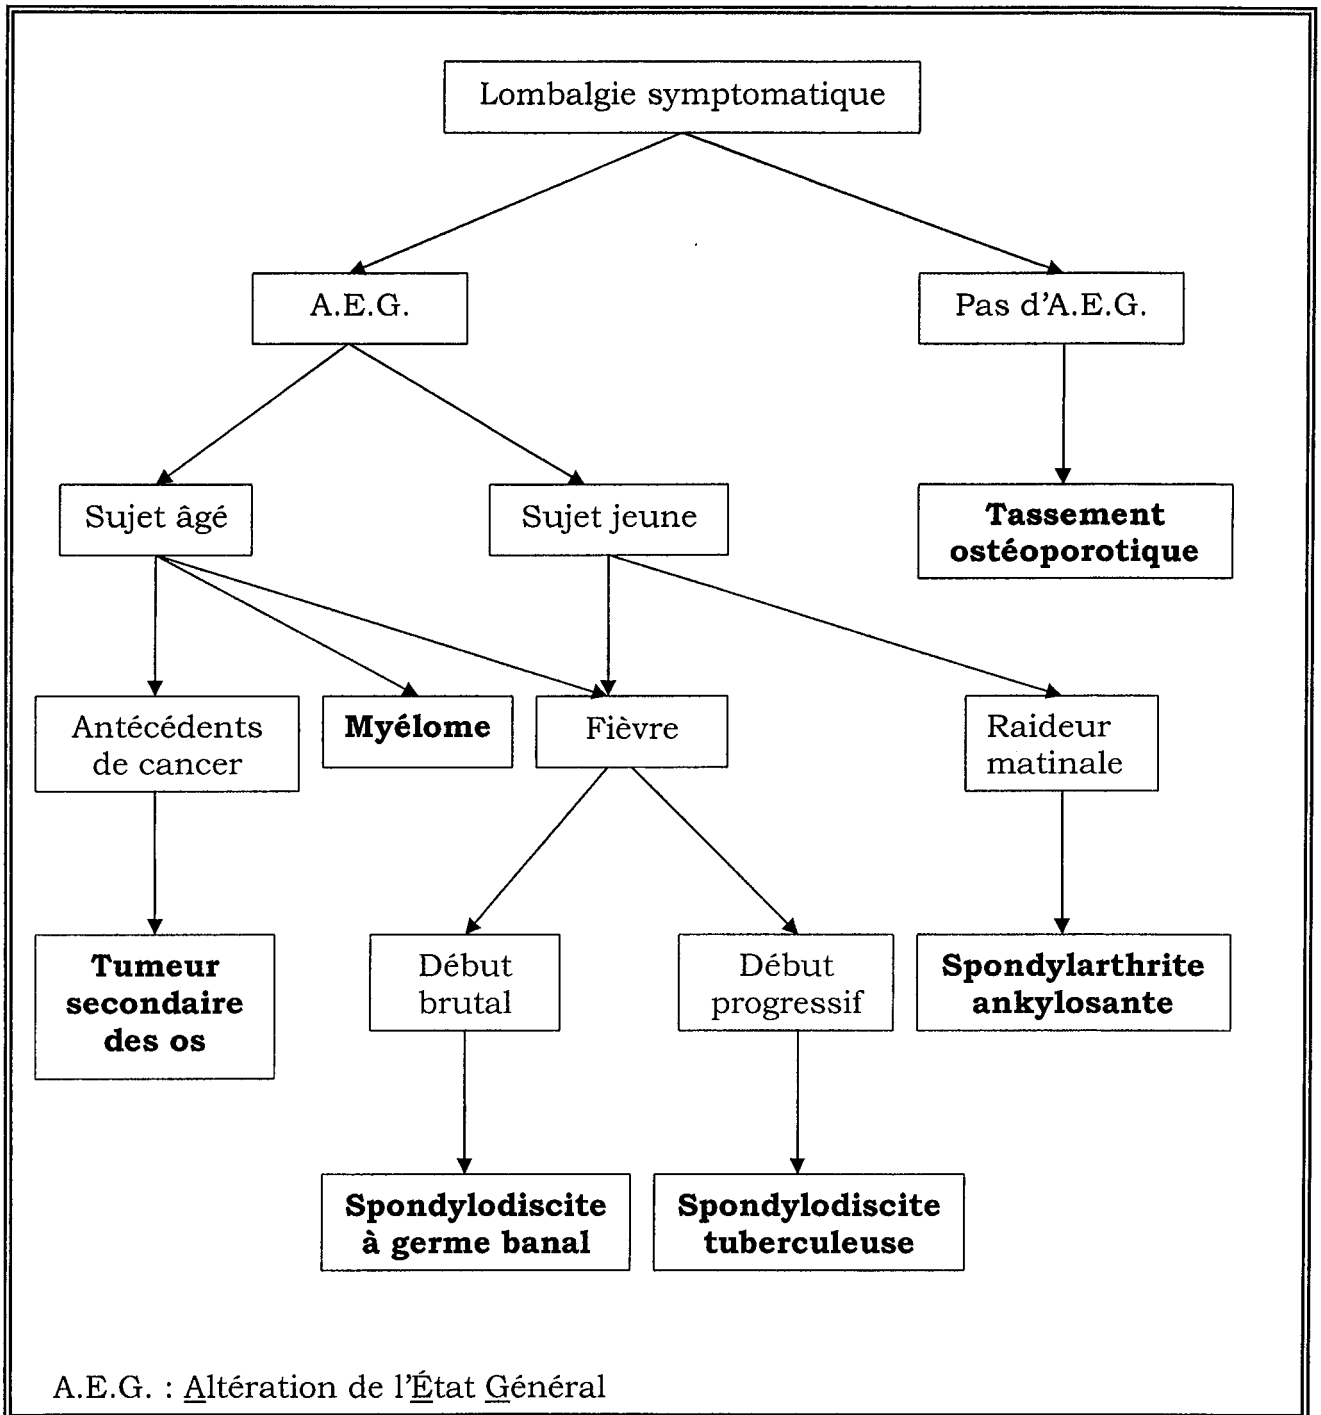 Lombalgie symptomatique
A.E.G.
Pas d'A.E.G.
Sujet âgé
Sujet jeune
Tassement
ostéoporotique
Antécédents
de cancer
Myélome
Fièvre
Raideur
matinale
Tumeur
secondaire
des os
Début
brutal
Début
progressif
Spondylarthrite
ankylosante
Spondylodiscite
à germe banal
Spondylodiscite
tuberculeuse
A.E.G. : Altération de l'État Général